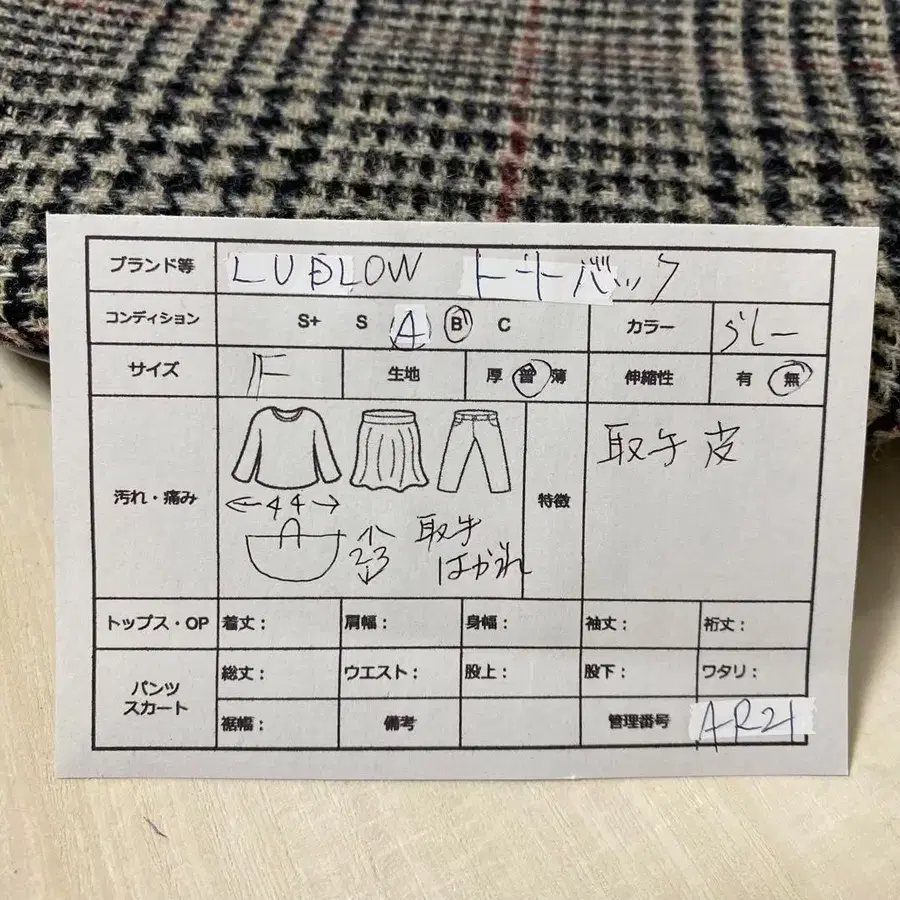 ブランド等 LUDLOW トートバック
コンディション S+ S A B C カラー グレー
サイズ F 生地 厚 普 薄 伸縮性 有 無
汚れ・痛み 44 23 取手 はがれ 特徴 取手 皮
トップス・OP 着丈： 肩幅： 身幅： 袖丈： 裄丈：
パンツ スカート 総丈： ウエスト： 股上： 股下： ワタリ：
裾幅： 備考 管理番号 AR21